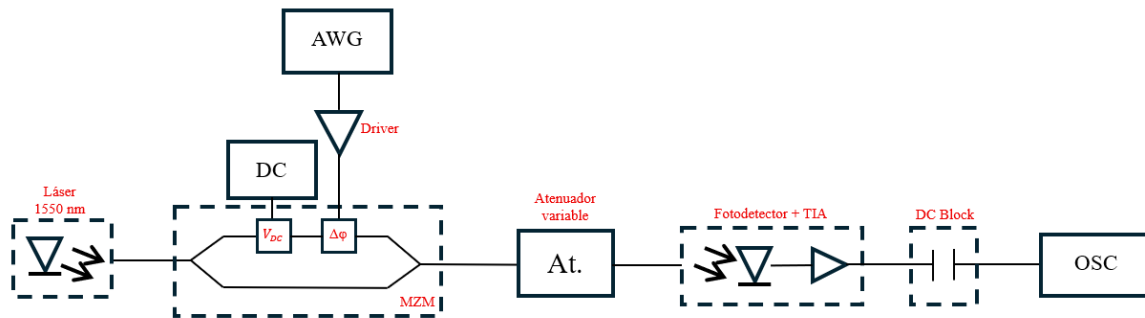 AWG
Driver
DC
Láser
1550 nm
V_DC
Δφ
MZM
Atenuador
variable
At.
Fotodetector + TIA
DC Block
OSC